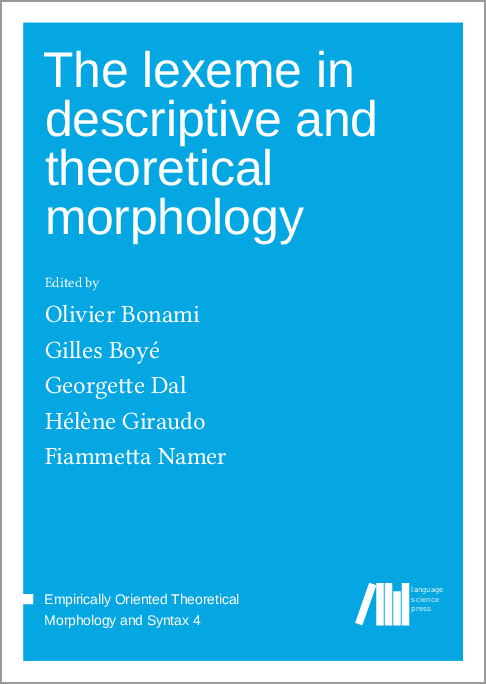 The lexeme in
descriptive and
theoretical
morphology
Edited by
Olivier Bonami
Gilles Boyé
Georgette Dal
Hélène Giraudo
Fiammetta Namer
Empirically Oriented Theoretical
Morphology and Syntax 4
language
science
press